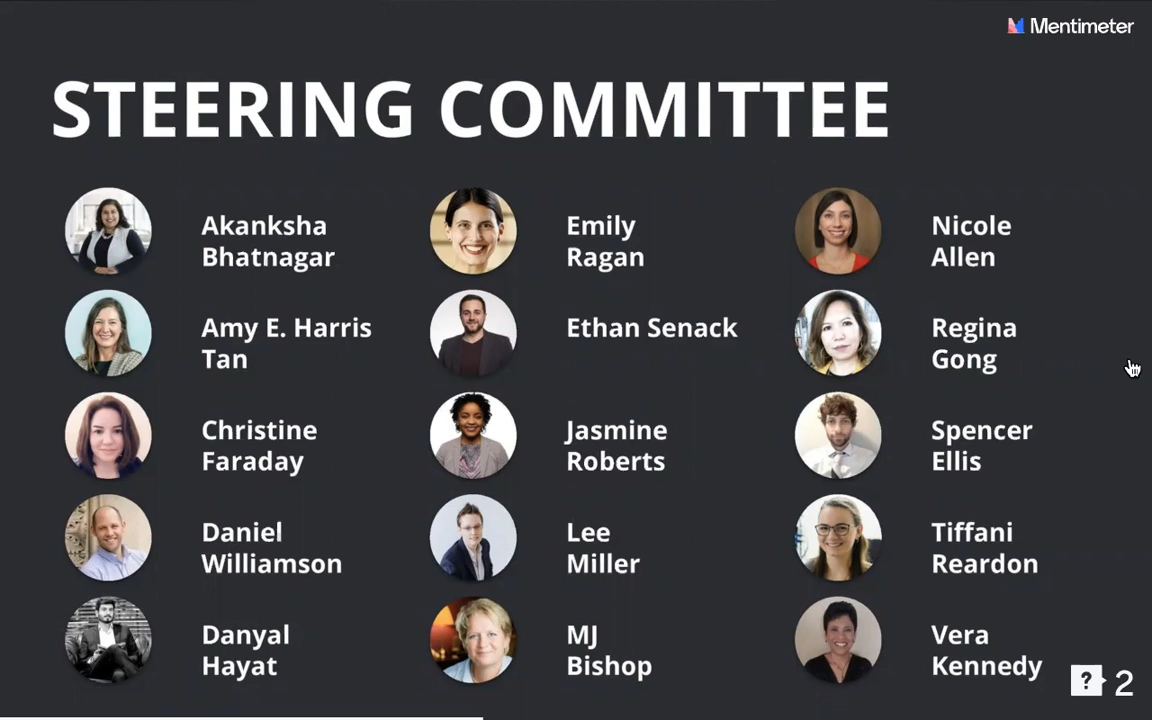 Mentimeter
STEERING COMMITTEE
Akanksha
Bhatnagar
Emily
Ragan
Nicole
Allen
Amy E. Harris
Tan
Ethan Senack
Regina
Gong
Christine
Faraday
Jasmine
Roberts
Spencer
Ellis
Daniel
Williamson
Lee
Miller
Tiffani
Reardon
Danyal
Hayat
MJ
Bishop
Vera
Kennedy
? 2